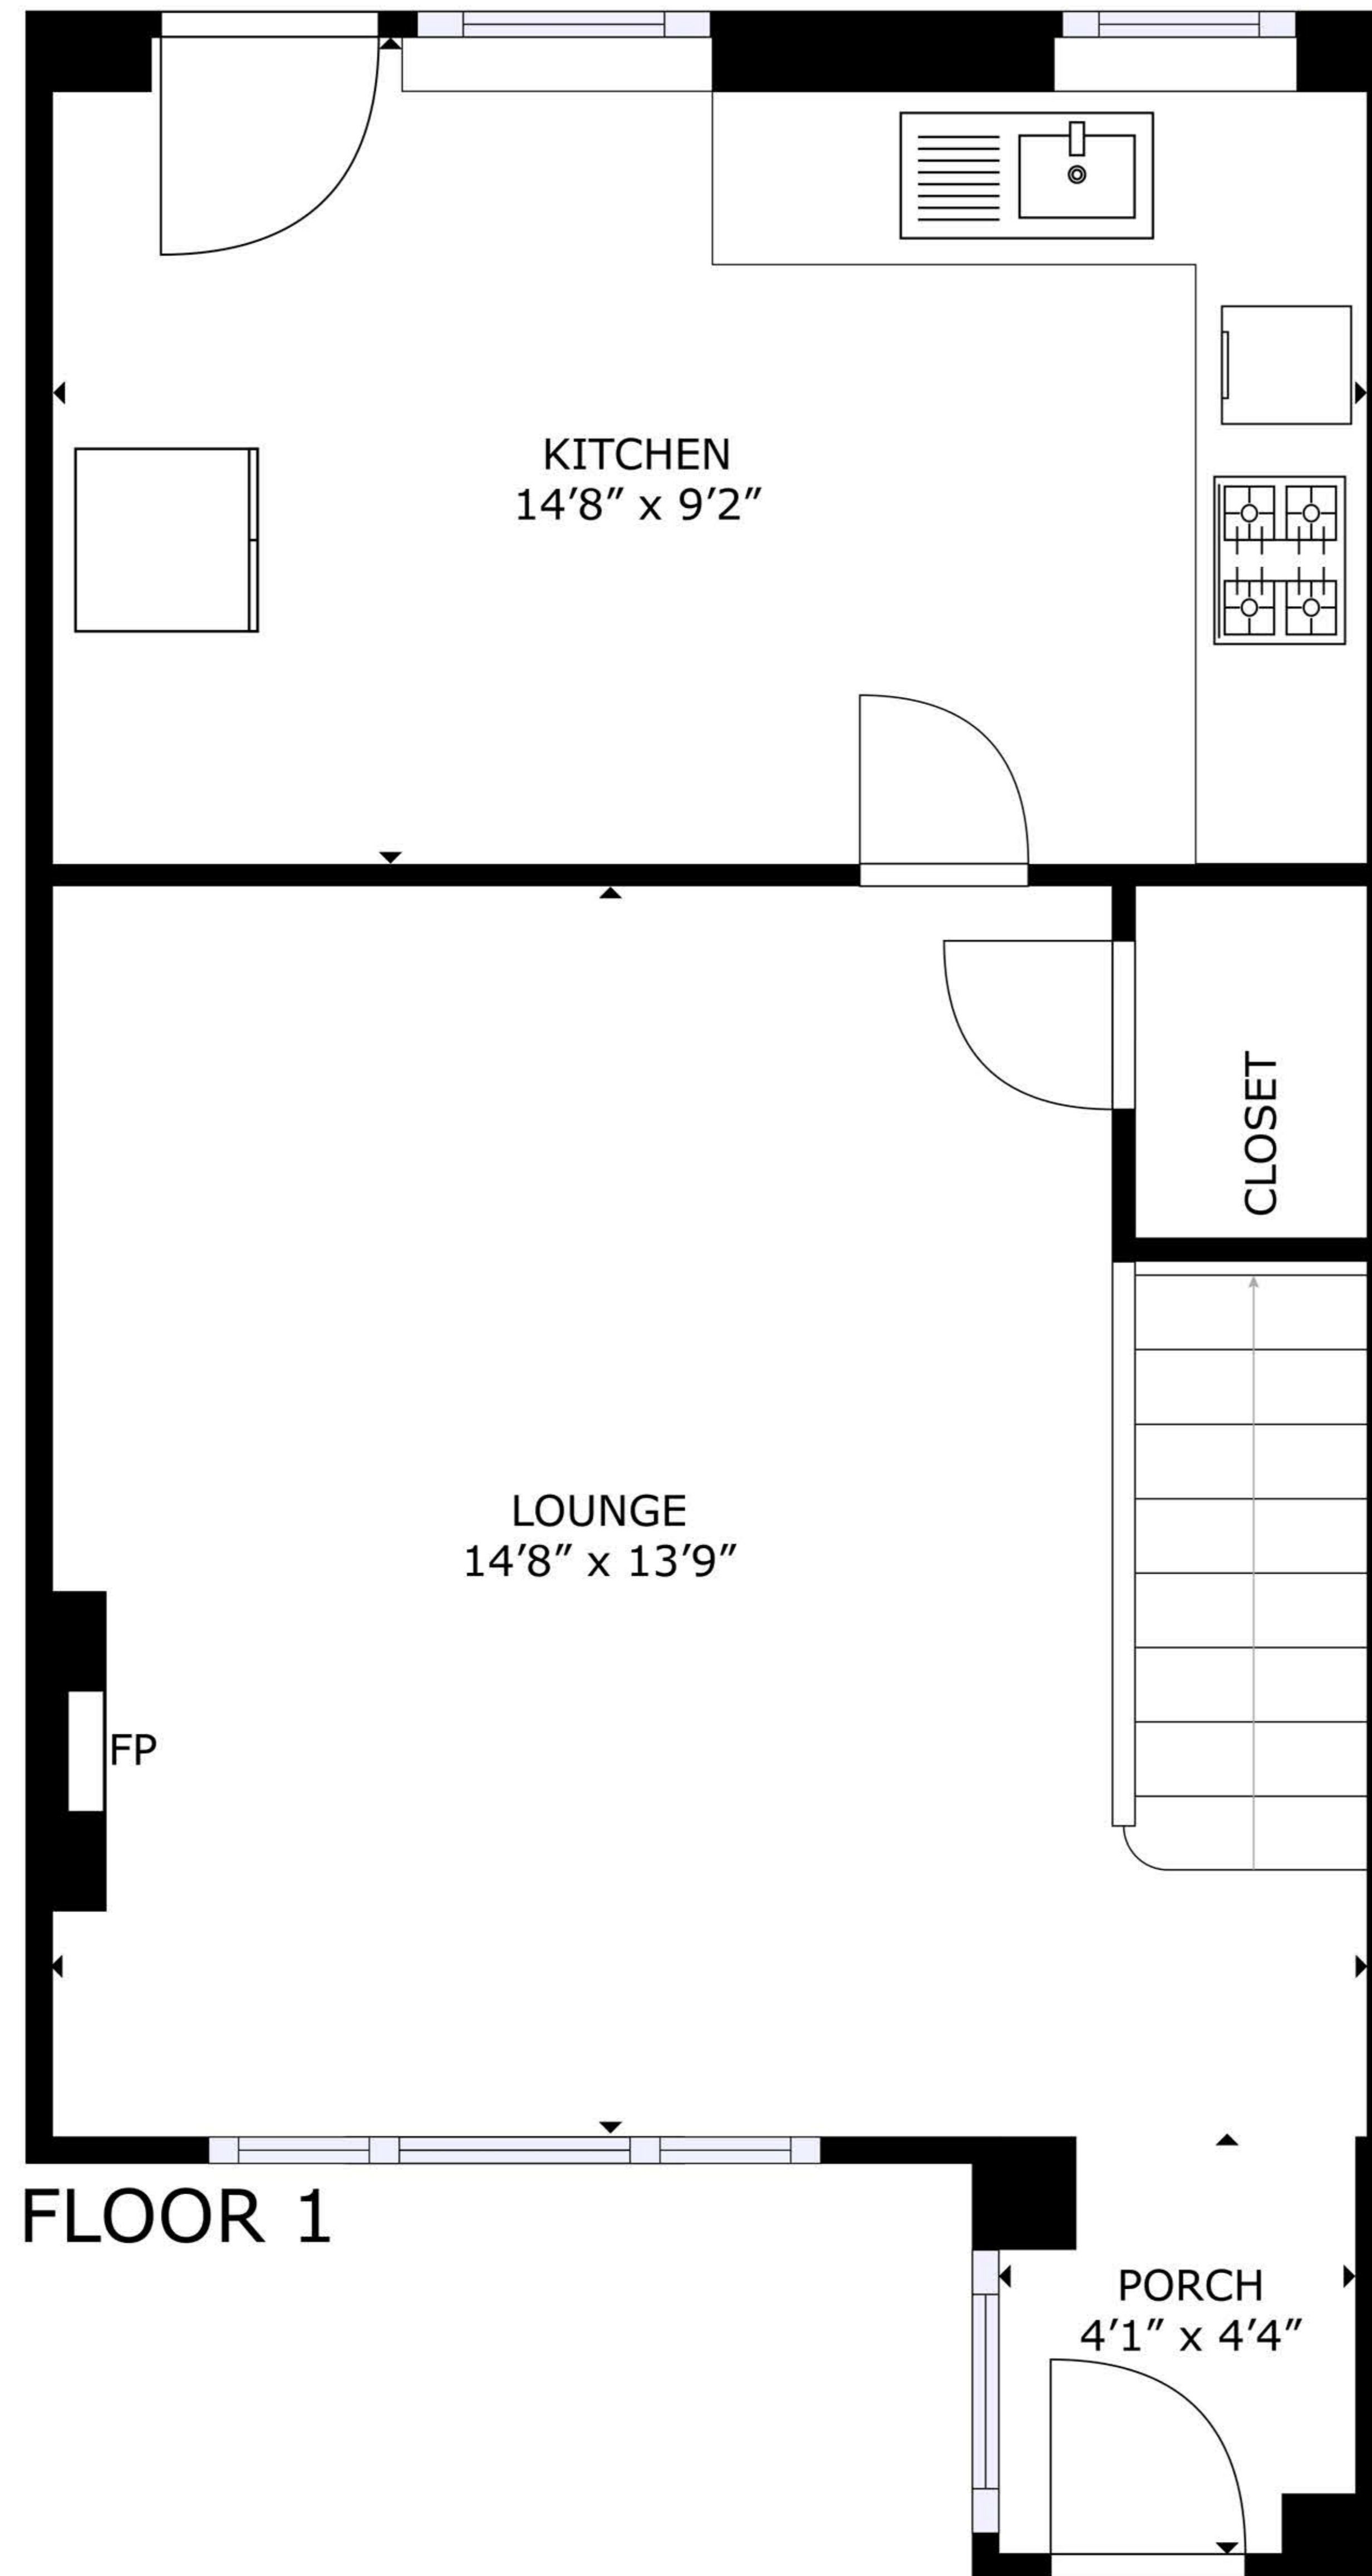 KITCHEN
14′8″ x 9′2″
CLOSET
LOUNGE
14′8″ x 13′9″
FP
FLOOR 1
PORCH
4′1″ x 4′4″